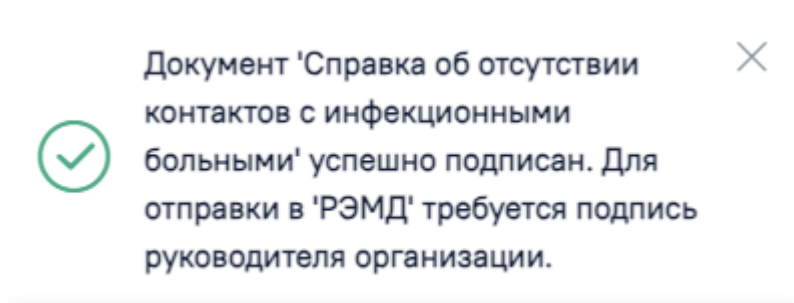 Документ 'Справка об отсутствии
контактов с инфекционными
больными' успешно подписан. Для
отправки в 'РЭМД' требуется подпись
руководителя организации.